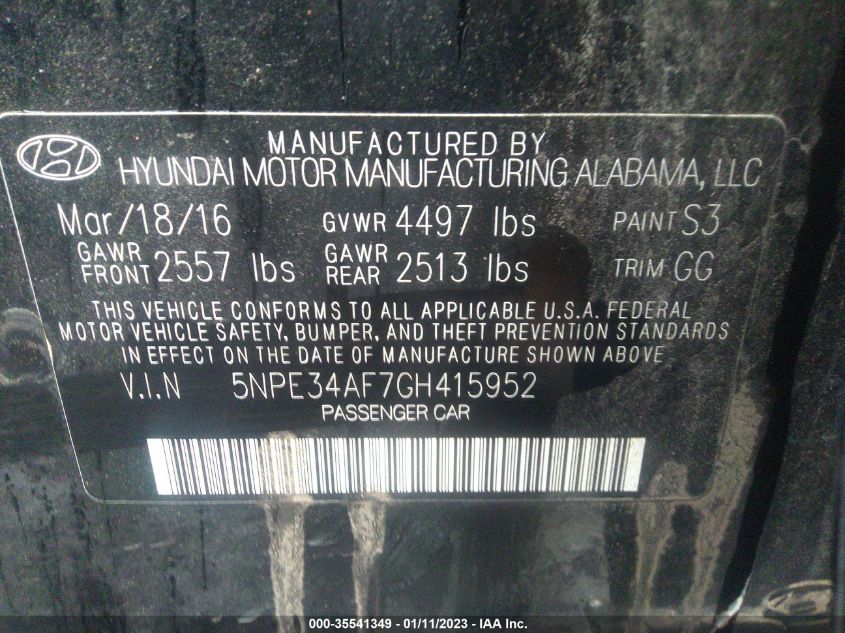 MANUFACTURED BY
HYUNDAI MOTOR MANUFACTURING ALABAMA, LLC
Mar/18/16 GVWR 4497 lbs PAINT S3
GAWR FRONT 2557 lbs GAWR REAR 2513 lbs TRIM GG
THIS VEHICLE CONFORMS TO ALL APPLICABLE U.S.A. FEDERAL
MOTOR VEHICLE SAFETY, BUMPER, AND THEFT PREVENTION STANDARDS
IN EFFECT ON THE DATE OF MANUFACTURE SHOWN ABOVE
V.I.N 5NPE34AF7GH415952
PASSENGER CAR
000-35541349 - 01/11/2023 - IAA Inc.